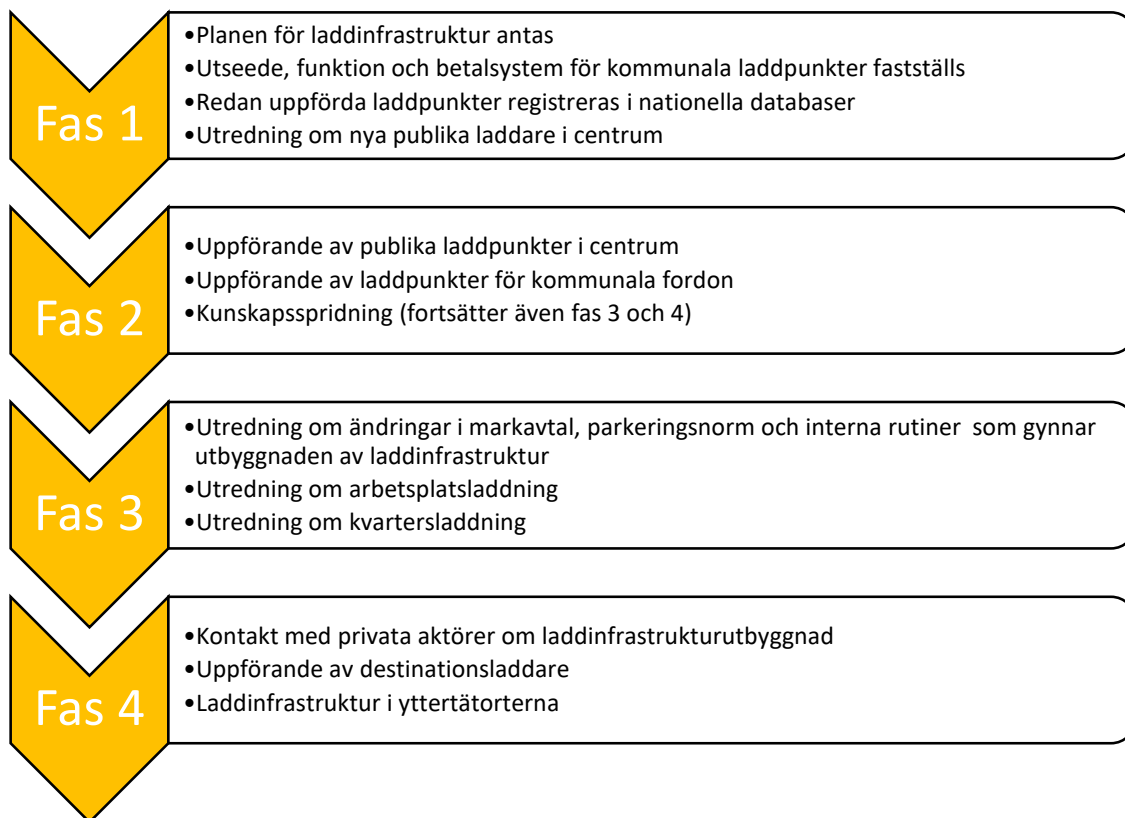 Fas 1
•Planen för laddinfrastruktur antas
•Utseede, funktion och betalsystem för kommunala laddpunkter fastställs
•Redan uppförda laddpunkter registreras i nationella databaser
•Utredning om nya publika laddare i centrum
Fas 2
•Uppförande av publika laddpunkter i centrum
•Uppförande av laddpunkter för kommunala fordon
•Kunskapsspridning (fortsätter även fas 3 och 4)
Fas 3
•Utredning om ändringar i markavtal, parkeringsnorm och interna rutiner som gynnar
utbyggnaden av laddinfrastruktur
•Utredning om arbetsplatsladdning
•Utredning om kvartersladdning
Fas 4
•Kontakt med privata aktörer om laddinfrastrukturutbyggnad
•Uppförande av destinationsladdare
•Laddinfrastruktur i yttertätorterna